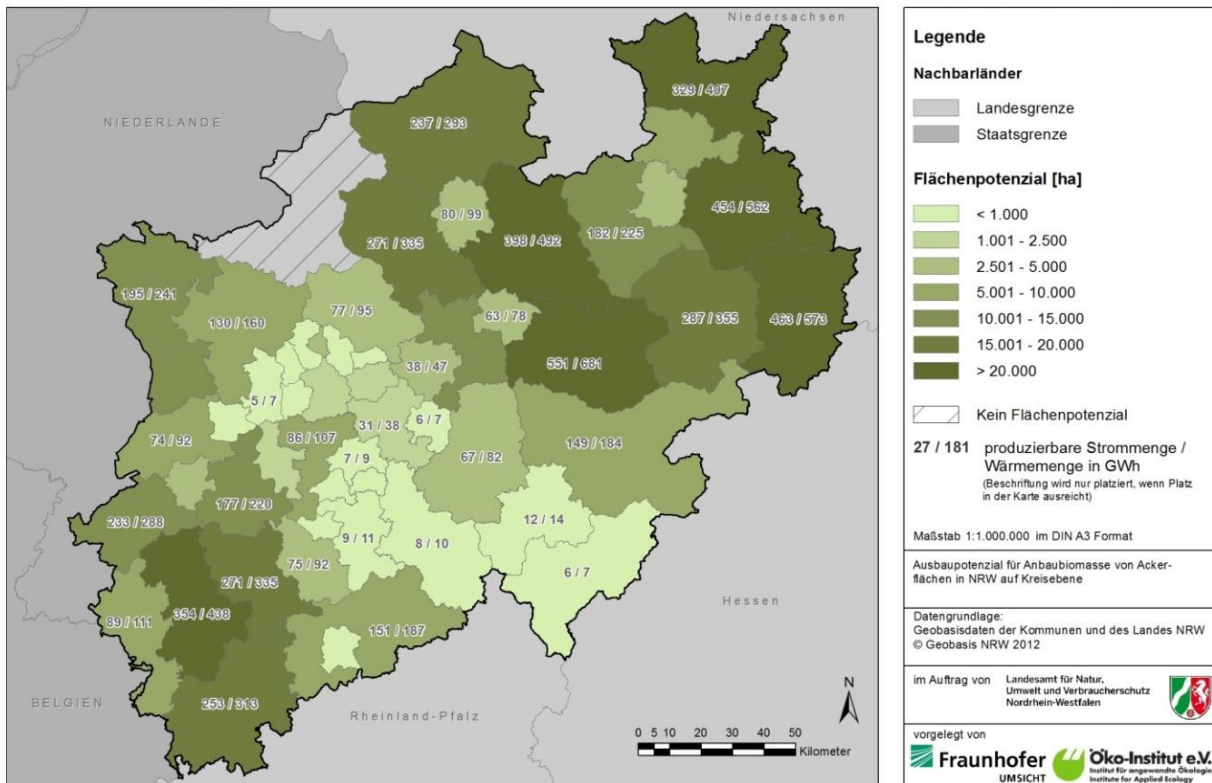 Niedersachsen
NIEDERLANDE
329 / 407
237 / 293
80 / 99
454 / 562
271 / 335
398 / 492
182 / 225
195 / 241
130 / 160
77 / 95
63 / 78
287 / 355
463 / 573
551 / 681
38 / 47
5 / 7
74 / 92
86 / 107
31 / 38
6 / 7
149 / 184
7 / 9
67 / 82
177 / 220
233 / 288
12 / 14
9 / 11
8 / 10
75 / 92
271 / 335
6 / 7
89 / 111
354 / 438
151 / 187
Hessen
253 / 313
BELGIEN
Rheinland-Pfalz
N
0 5 10 20 30 40 50
Kilometer
Legende
Nachbarländer
Landesgrenze
Staatsgrenze
Flächenpotenzial [ha]
< 1.000
1.001 - 2.500
2.501 - 5.000
5.001 - 10.000
10.001 - 15.000
15.001 - 20.000
> 20.000
Kein Flächenpotenzial
27 / 181 produzierbare Strommenge /
Wärmemenge in GWh
(Beschriftung wird nur platziert, wenn Platz
in der Karte ausreicht)
Maßstab 1:1.000.000 im DIN A3 Format
Ausbaupotenzial für Anbaubiomasse von Acker-
flächen in NRW auf Kreisebene
Datengrundlage:
Geobasisdaten der Kommunen und des Landes NRW
© Geobasis NRW 2012
im Auftrag von Landesamt für Natur,
Umwelt und Verbraucherschutz
Nordrhein-Westfalen
vorgelegt von
Fraunhofer
UMSICHT
Öko-Institut e.V.
Institut für angewandte Ökologie
Institute for Applied Ecology